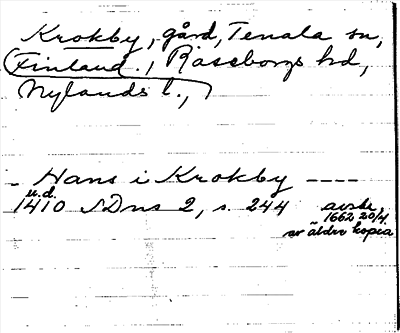 Krokby, gård, Tenala sn,
Finland., Raseborgs hd,
Nylands l.,
- Hans i Krokby ----
u.d.
1410 SDns 2, s. 244 avskr.
1662 20/4
av äldre kopia